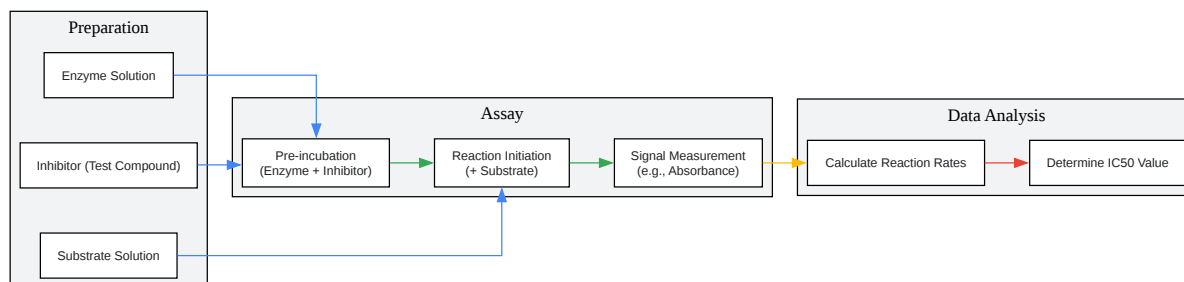 Preparation
Enzyme Solution
Inhibitor (Test Compound)
Substrate Solution
Assay
Pre-incubation
(Enzyme + Inhibitor)
Reaction Initiation
(+ Substrate)
Signal Measurement
(e.g., Absorbance)
Data Analysis
Calculate Reaction Rates
Determine IC50 Value